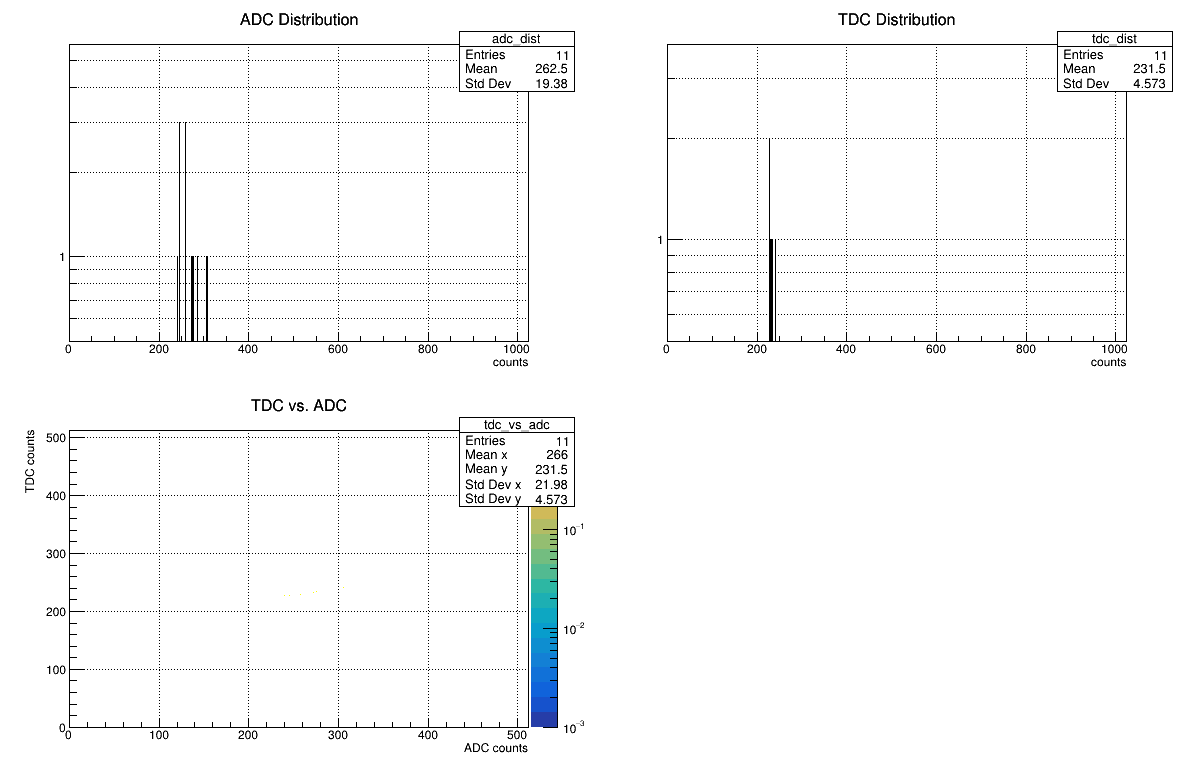 ADC Distribution
adc_dist
Entries 11
Mean 262.5
Std Dev 19.38
1
0 200 400 600 800 1000
counts
TDC Distribution
tdc_dist
Entries 11
Mean 231.5
Std Dev 4.573
1
0 200 400 600 800 1000
counts
TDC vs. ADC
tdc_vs_adc
Entries 11
Mean x 266
Mean y 231.5
Std Dev x 21.98
Std Dev y 4.573
TDC counts
500
400
300
200
100
0
0 100 200 300 400 500
ADC counts
10⁻¹
10⁻²
10⁻³